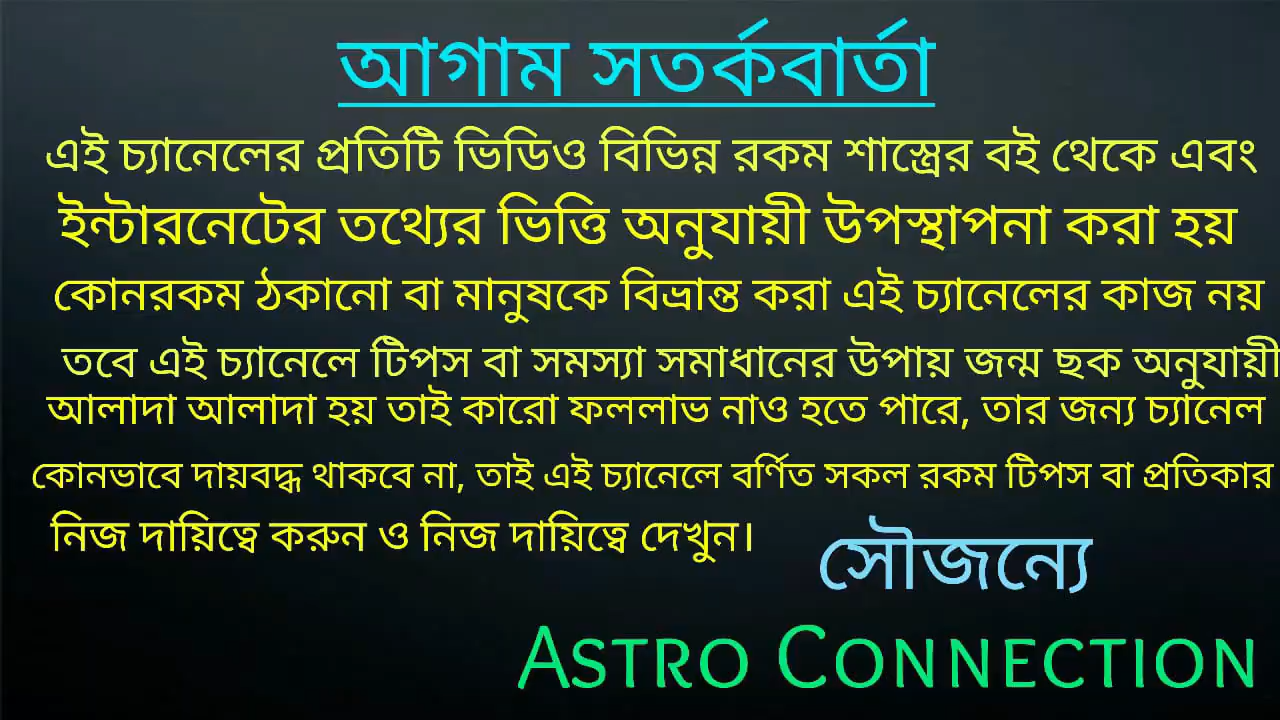 আগাম সতর্কবার্তা
এই চ্যানেলের প্রতিটি ভিডিও বিভিন্ন রকম শাস্ত্রের বই থেকে এবং
ইন্টারনেটের তথ্যের ভিত্তি অনুযায়ী উপস্থাপনা করা হয়
কোনরকম ঠকানো বা মানুষকে বিভ্রান্ত করা এই চ্যানেলের কাজ নয়
তবে এই চ্যানেলে টিপস বা সমস্যা সমাধানের উপায় জন্ম ছক অনুযায়ী
আলাদা আলাদা হয় তাই কারো ফললাভ নাও হতে পারে, তার জন্য চ্যানেল
কোনভাবে দায়বদ্ধ থাকবে না, তাই এই চ্যানেলে বর্ণিত সকল রকম টিপস বা প্রতিকার
নিজ দায়িত্বে করুন ও নিজ দায়িত্বে দেখুন।
সৌজন্যে
ASTRO CONNECTION